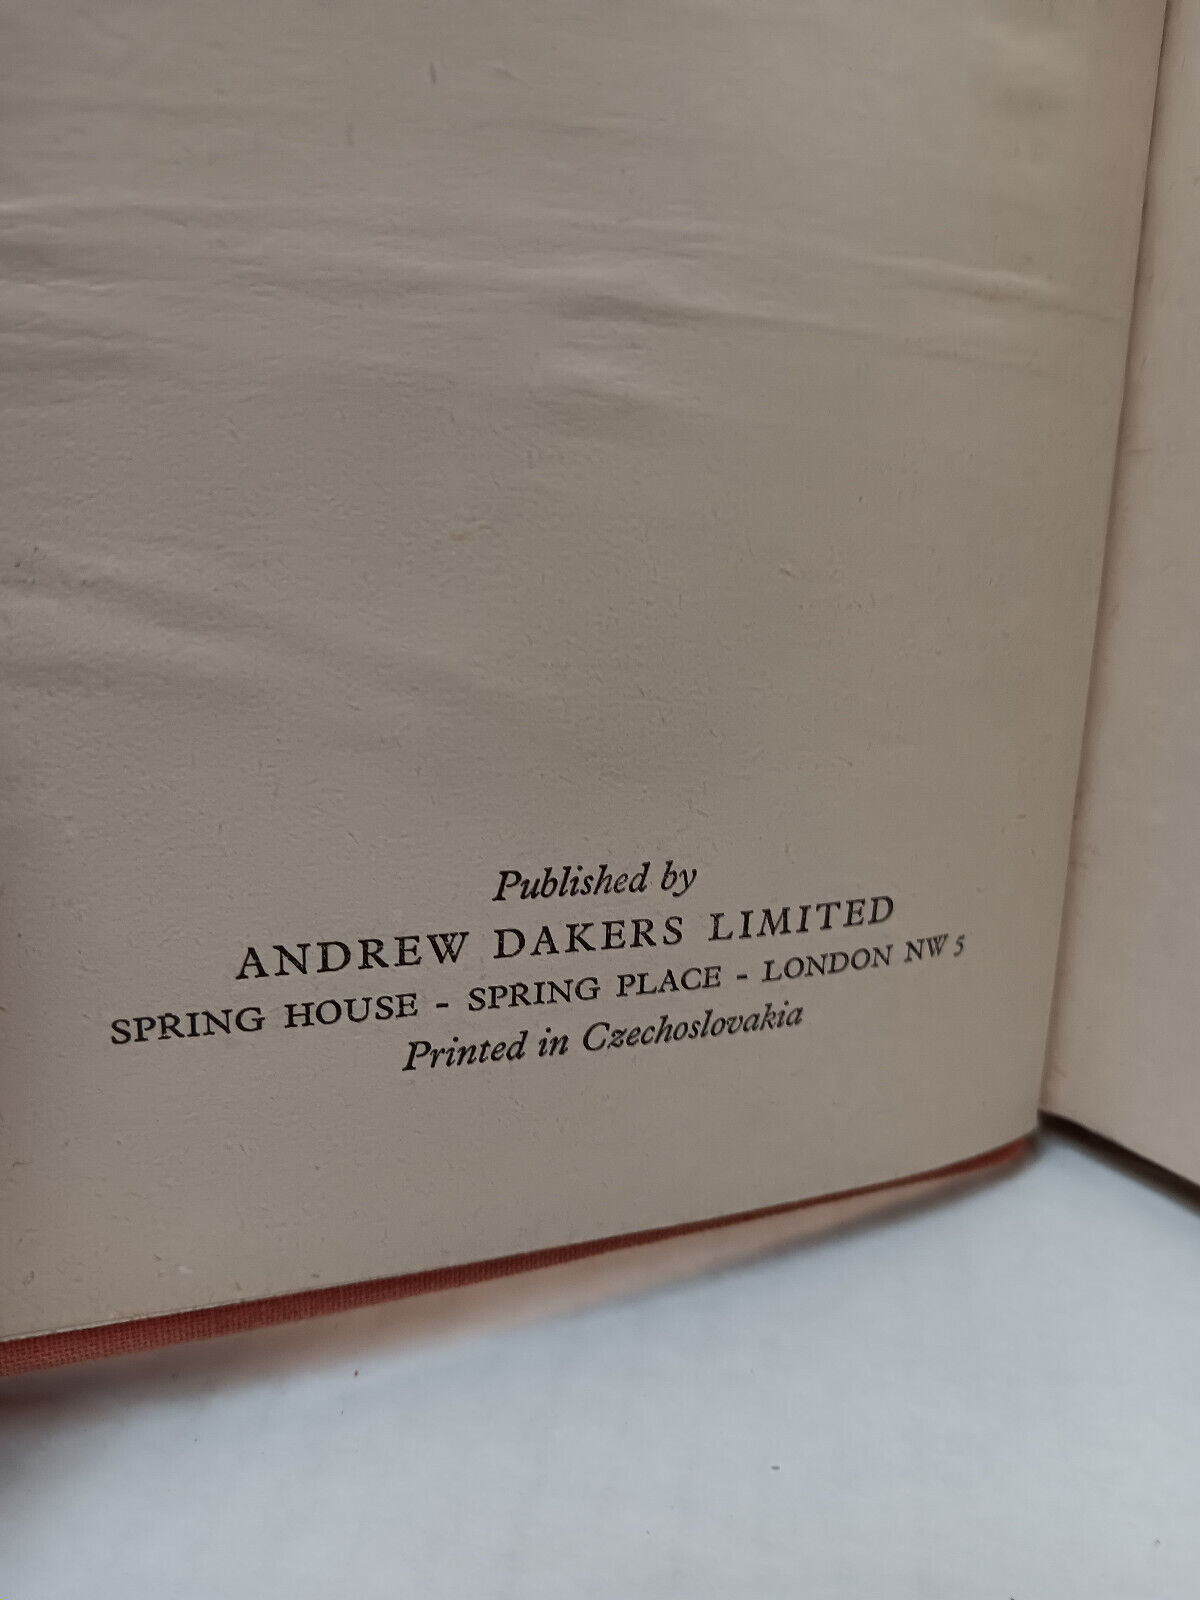 Published by
ANDREW DAKERS LIMITED
SPRING HOUSE - SPRING PLACE - LONDON NW 5
Printed in Czechoslovakia